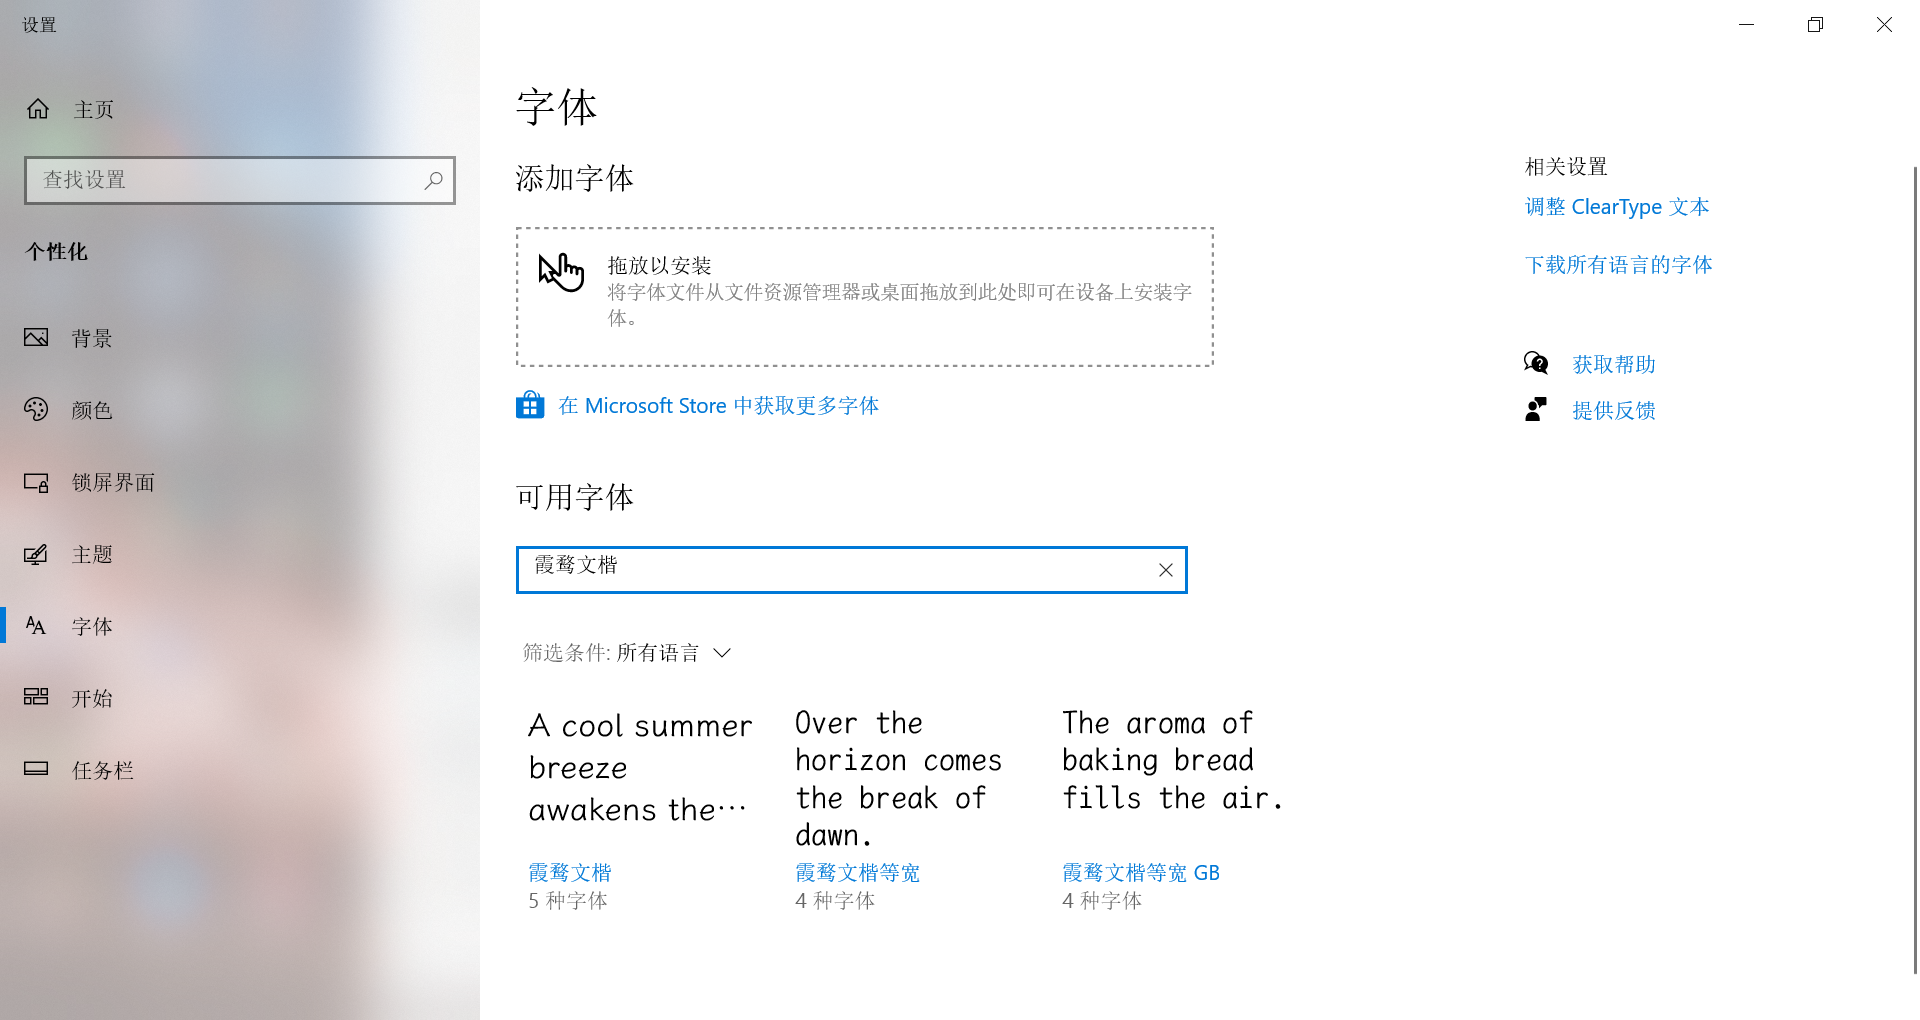 设置
主页
查找设置
个性化
背景
颜色
锁屏界面
主题
字体
开始
任务栏
字体
添加字体
拖放以安装
将字体文件从文件资源管理器或桌面拖放到此处即可在设备上安装字
体。
在 Microsoft Store 中获取更多字体
可用字体
霞鹜文楷
筛选条件: 所有语言
A cool summer
breeze
awakens the…
霞鹜文楷
5 种字体
Over the
horizon comes
the break of
dawn.
霞鹜文楷等宽
4 种字体
The aroma of
baking bread
fills the air.
霞鹜文楷等宽 GB
4 种字体
相关设置
调整 ClearType 文本
下载所有语言的字体
获取帮助
提供反馈